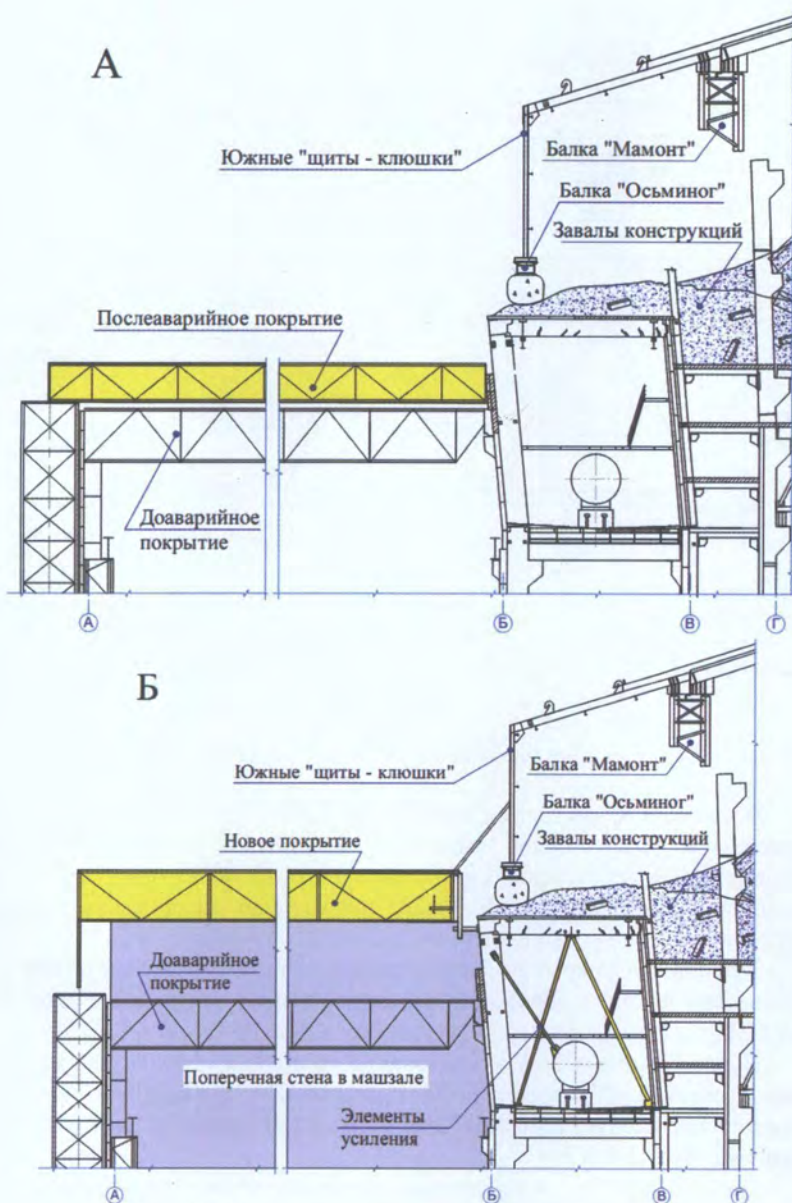 А
Южные "щиты - клюшки"
Балка "Мамонт"
Балка "Осьминог"
Завалы конструкций
Послеаварийное покрытие
Доаварийное
покрытие
А
Б
В
Г
Б
Южные "щиты - клюшки"
Балка "Мамонт"
Балка "Осьминог"
Новое покрытие
Завалы конструкций
Доаварийное
покрытие
Поперечная стена в машзале
Элементы
усиления
А
Б
В
Г